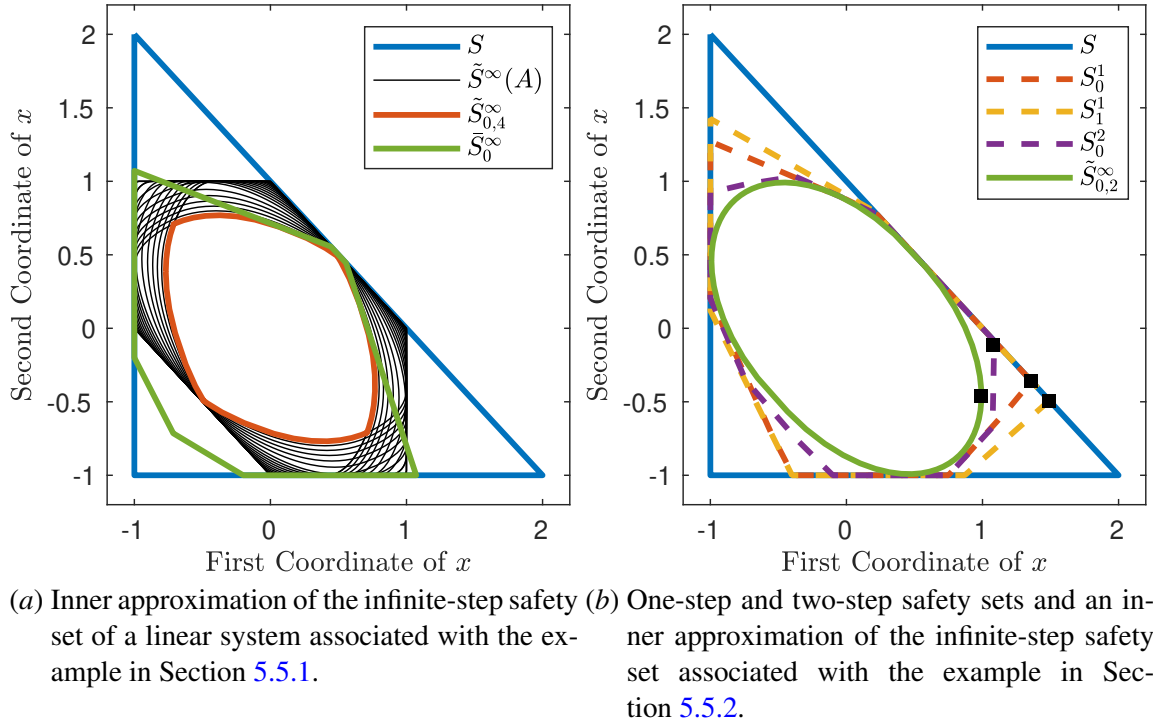 2
1.5
1
0.5
0
-0.5
-1
-1
0
1
2
Second Coordinate of x
First Coordinate of x
S
S̃^∞(A)
S̃^∞_{0,4}
S̄^∞_0
2
1.5
1
0.5
0
-0.5
-1
-1
0
1
2
Second Coordinate of x
First Coordinate of x
S
S^1_0
S^1_1
S^2_0
S̃^∞_{0,2}
(a) Inner approximation of the infinite-step safety
set of a linear system associated with the ex-
ample in Section 5.5.1.
(b) One-step and two-step safety sets and an in-
ner approximation of the infinite-step safety
set associated with the example in Sec-
tion 5.5.2.